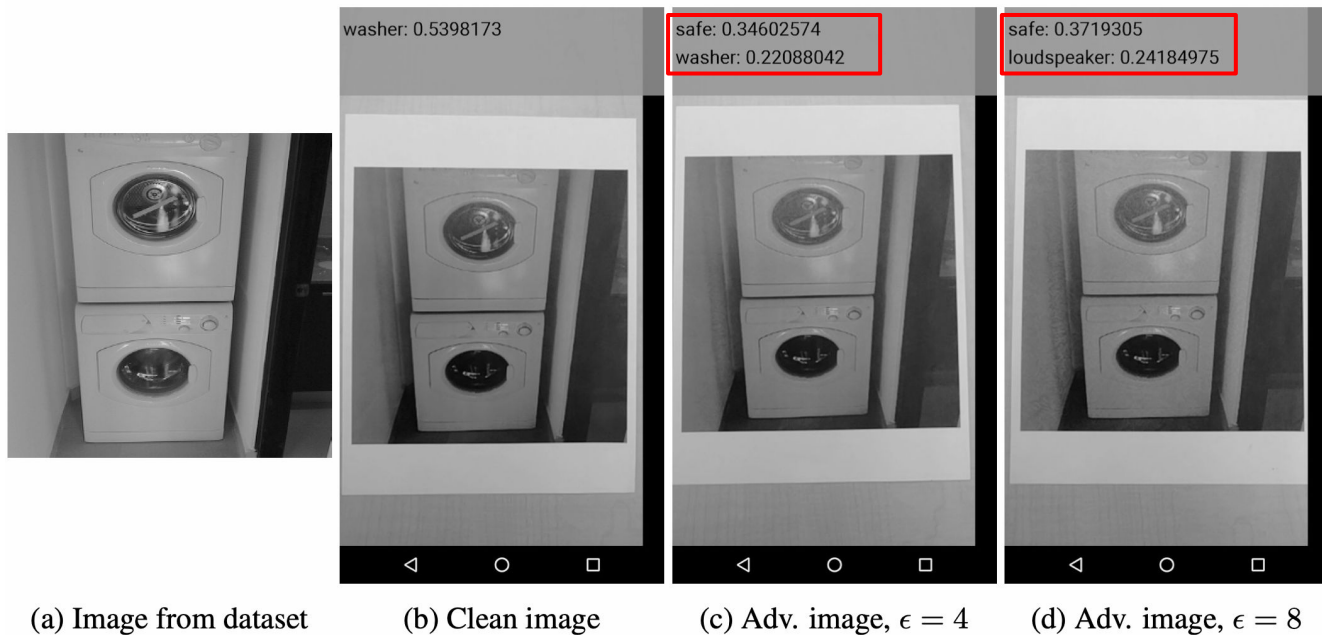 washer: 0.5398173
safe: 0.34602574
washer: 0.22088042
safe: 0.3719305
loudspeaker: 0.24184975
(a) Image from dataset
(b) Clean image
(c) Adv. image, ϵ = 4
(d) Adv. image, ϵ = 8